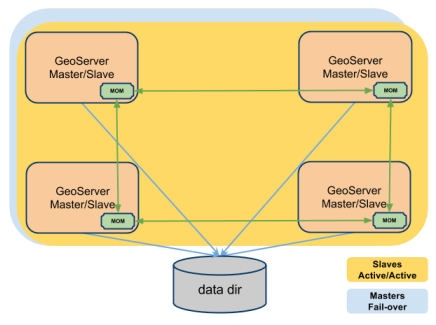 GeoServer
Master/Slave
MOM
GeoServer
Master/Slave
MOM
GeoServer
Master/Slave
MOM
GeoServer
Master/Slave
MOM
data dir
Slaves
Active/Active
Masters
Fail-over